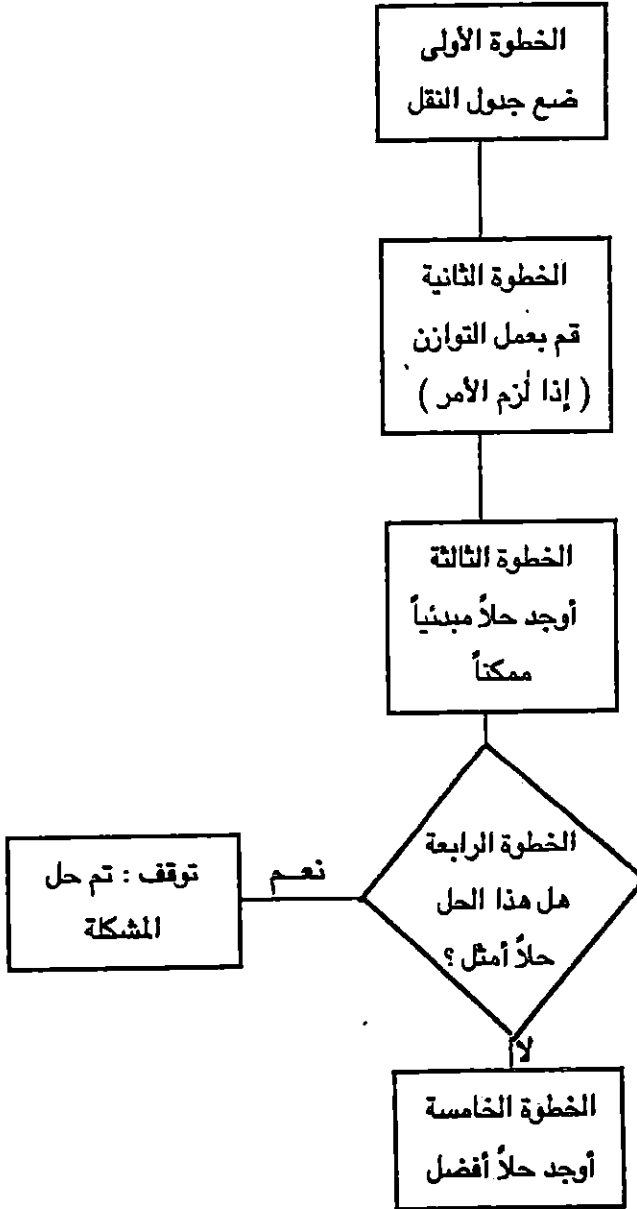 الخطوة الأولى
ضع جدول النقل
الخطوة الثانية
قم بعمل التوازن
( إذا لزم الأمر )
الخطوة الثالثة
أوجد حلاً مبدئياً
ممكناً
الخطوة الرابعة
هل هذا الحل
حلاً أمثل ؟
نعـم
توقف : تم حل
المشكلة
لا
الخطوة الخامسة
أوجد حلاً أفضل